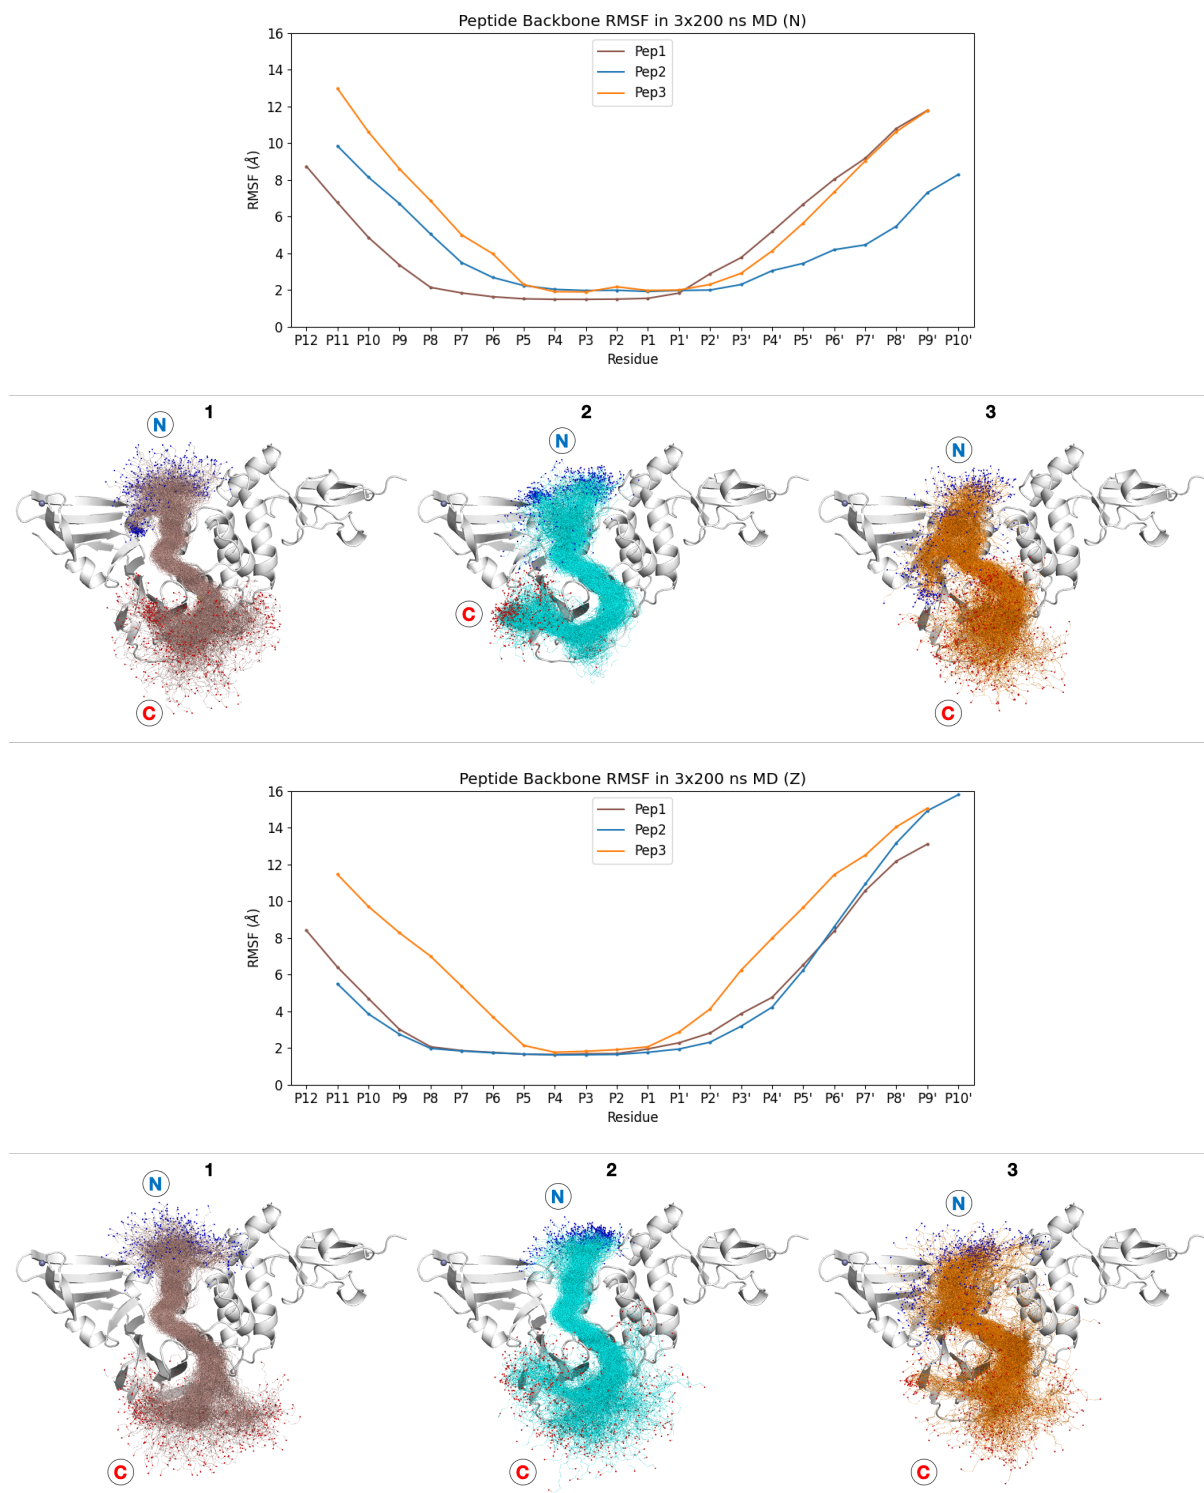 Peptide Backbone RMSF in 3x200 ns MD (N)
16
14
12
10
8
6
4
2
0
RMSF (Å)
Pep1
Pep2
Pep3
P12 P11 P10 P9 P8 P7 P6 P5 P4 P3 P2 P1 P1' P2' P3' P4' P5' P6' P7' P8' P9' P10'
Residue
1 2 3
N N N
C
C C
Peptide Backbone RMSF in 3x200 ns MD (Z)
16
14
12
10
8
6
4
2
0
RMSF (Å)
Pep1
Pep2
Pep3
P12 P11 P10 P9 P8 P7 P6 P5 P4 P3 P2 P1 P1' P2' P3' P4' P5' P6' P7' P8' P9' P10'
Residue
1 2 3
N N N
C C C